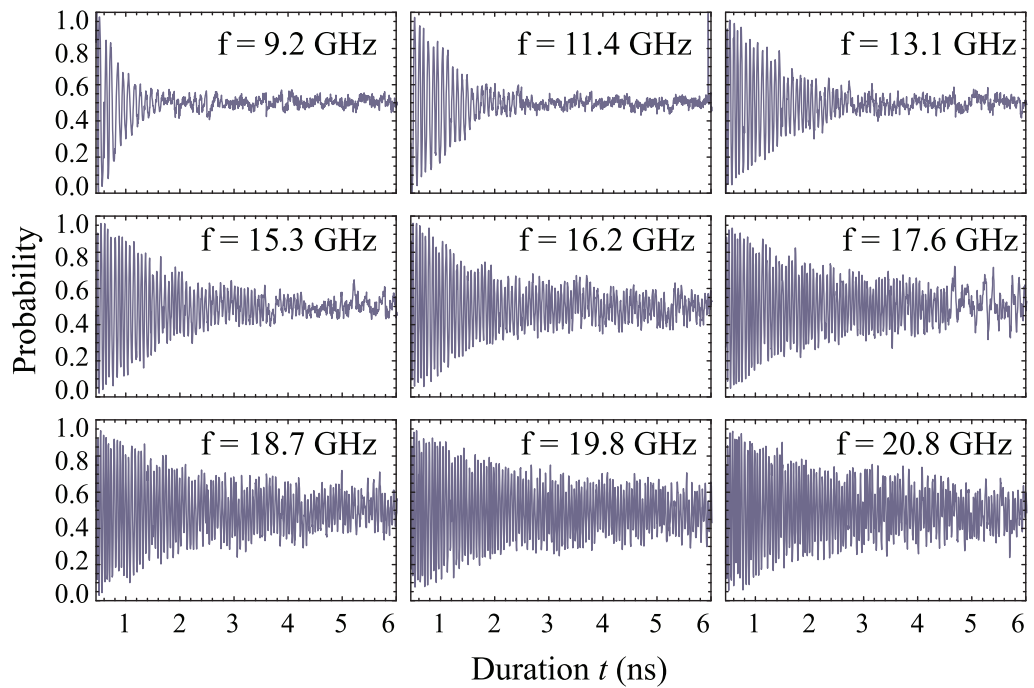 1.0
0.8
0.6
0.4
0.2
0.0
f = 9.2 GHz
f = 11.4 GHz
f = 13.1 GHz
1.0
0.8
0.6
0.4
0.2
0.0
f = 15.3 GHz
f = 16.2 GHz
f = 17.6 GHz
Probability
1.0
0.8
0.6
0.4
0.2
0.0
f = 18.7 GHz
f = 19.8 GHz
f = 20.8 GHz
1 2 3 4 5 6
1 2 3 4 5 6
1 2 3 4 5 6
Duration t (ns)